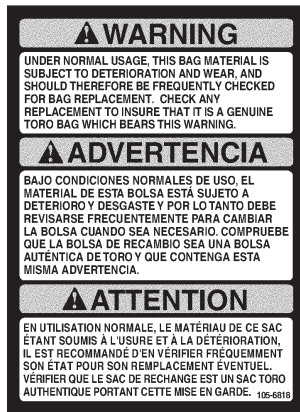 WARNING
UNDER NORMAL USAGE, THIS BAG MATERIAL IS
SUBJECT TO DETERIORATION AND WEAR, AND
SHOULD THEREFORE BE FREQUENTLY CHECKED
FOR BAG REPLACEMENT. CHECK ANY
REPLACEMENT TO INSURE THAT IT IS A GENUINE
TORO BAG WHICH BEARS THIS WARNING.
ADVERTENCIA
BAJO CONDICIONES NORMALES DE USO, EL
MATERIAL DE ESTA BOLSA ESTÁ SUJETO A
DETERIORO Y DESGASTE Y POR LO TANTO DEBE
REVISARSE FRECUENTEMENTE PARA CAMBIAR
LA BOLSA CUANDO SEA NECESARIO. COMPRUEBE
QUE LA BOLSA DE RECAMBIO SEA UNA BOLSA
AUTÉNTICA DE TORO Y QUE CONTENGA ESTA
MISMA ADVERTENCIA.
ATTENTION
EN UTILISATION NORMALE, LE MATÉRIAU DE CE SAC
ÉTANT SOUMIS À L'USURE ET À LA DÉTÉRIORATION,
IL EST RECOMMANDÉ D'EN VÉRIFIER FRÉQUEMMENT
SON ÉTAT POUR SON REMPLACEMENT ÉVENTUEL.
VÉRIFIER QUE LE SAC DE RECHANGE EST UN SAC TORO
AUTHENTIQUE PORTANT CETTE MISE EN GARDE. 105-6818